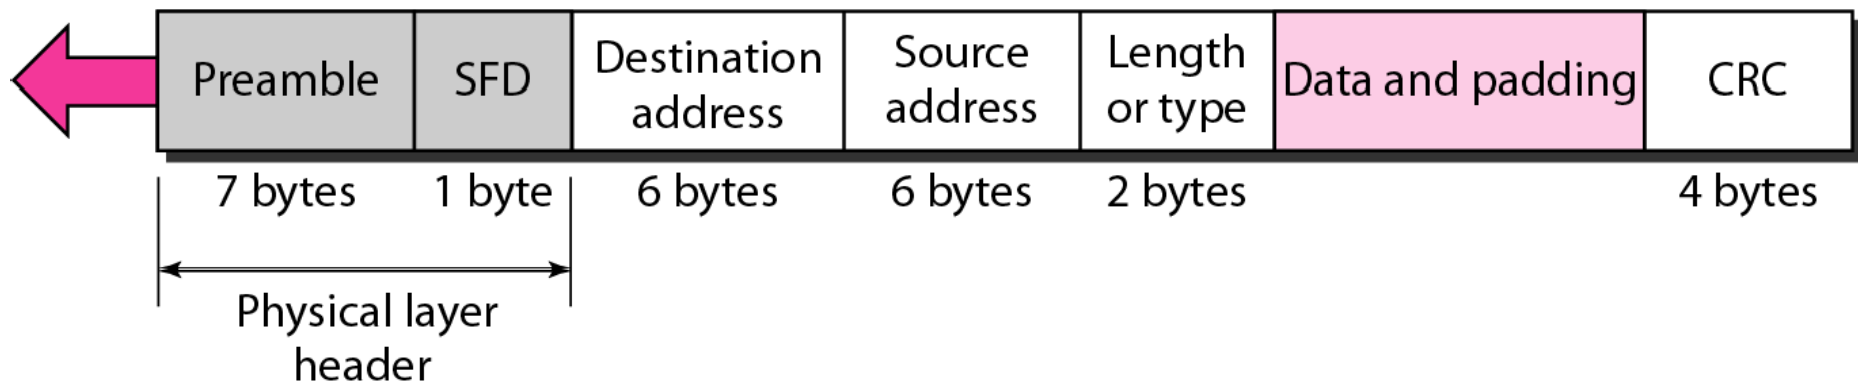 Preamble
SFD
Destination
address
Source
address
Length
or type
Data and padding
CRC
7 bytes
1 byte
6 bytes
6 bytes
2 bytes
4 bytes
Physical layer
header